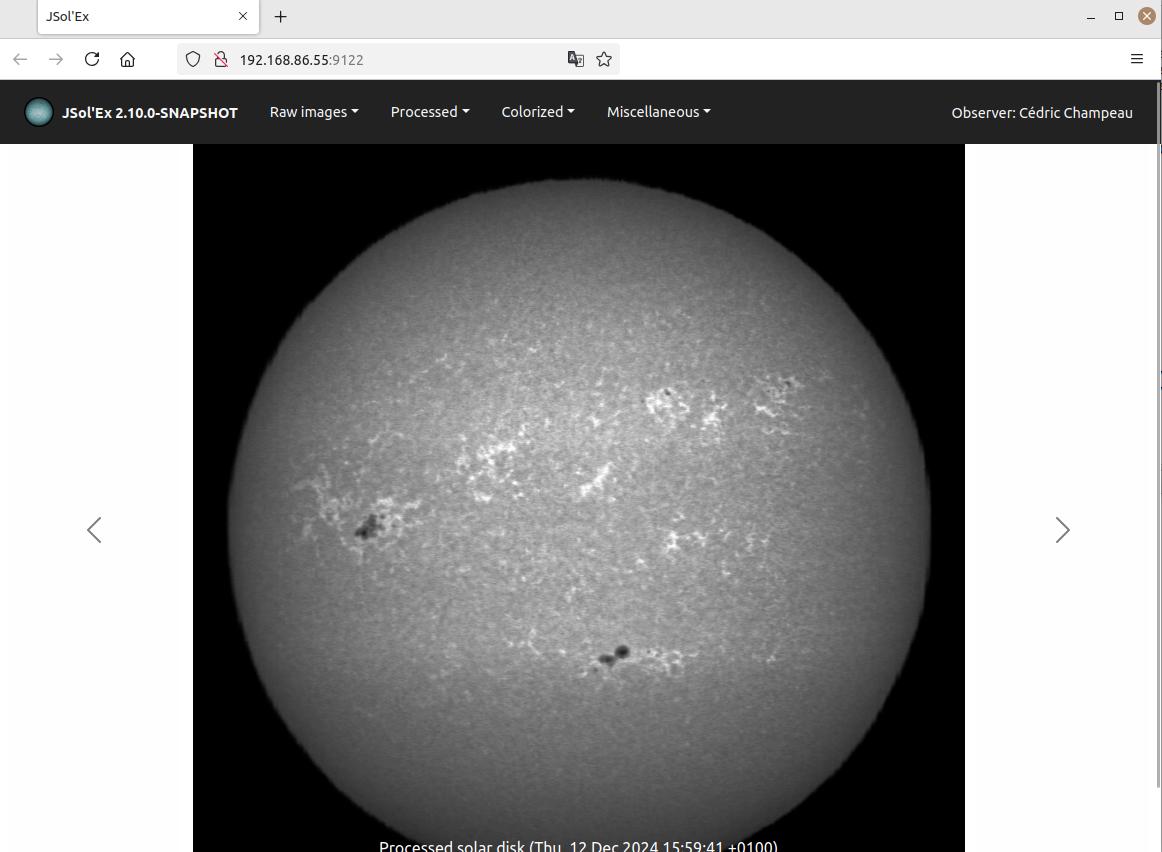 JSol'Ex
192.168.86.55:9122
JSol'Ex 2.10.0-SNAPSHOT Raw images Processed Colorized Miscellaneous Observer: Cédric Champeau
Processed solar disk (Thu, 12 Dec 2024 15:59:41 +0100)